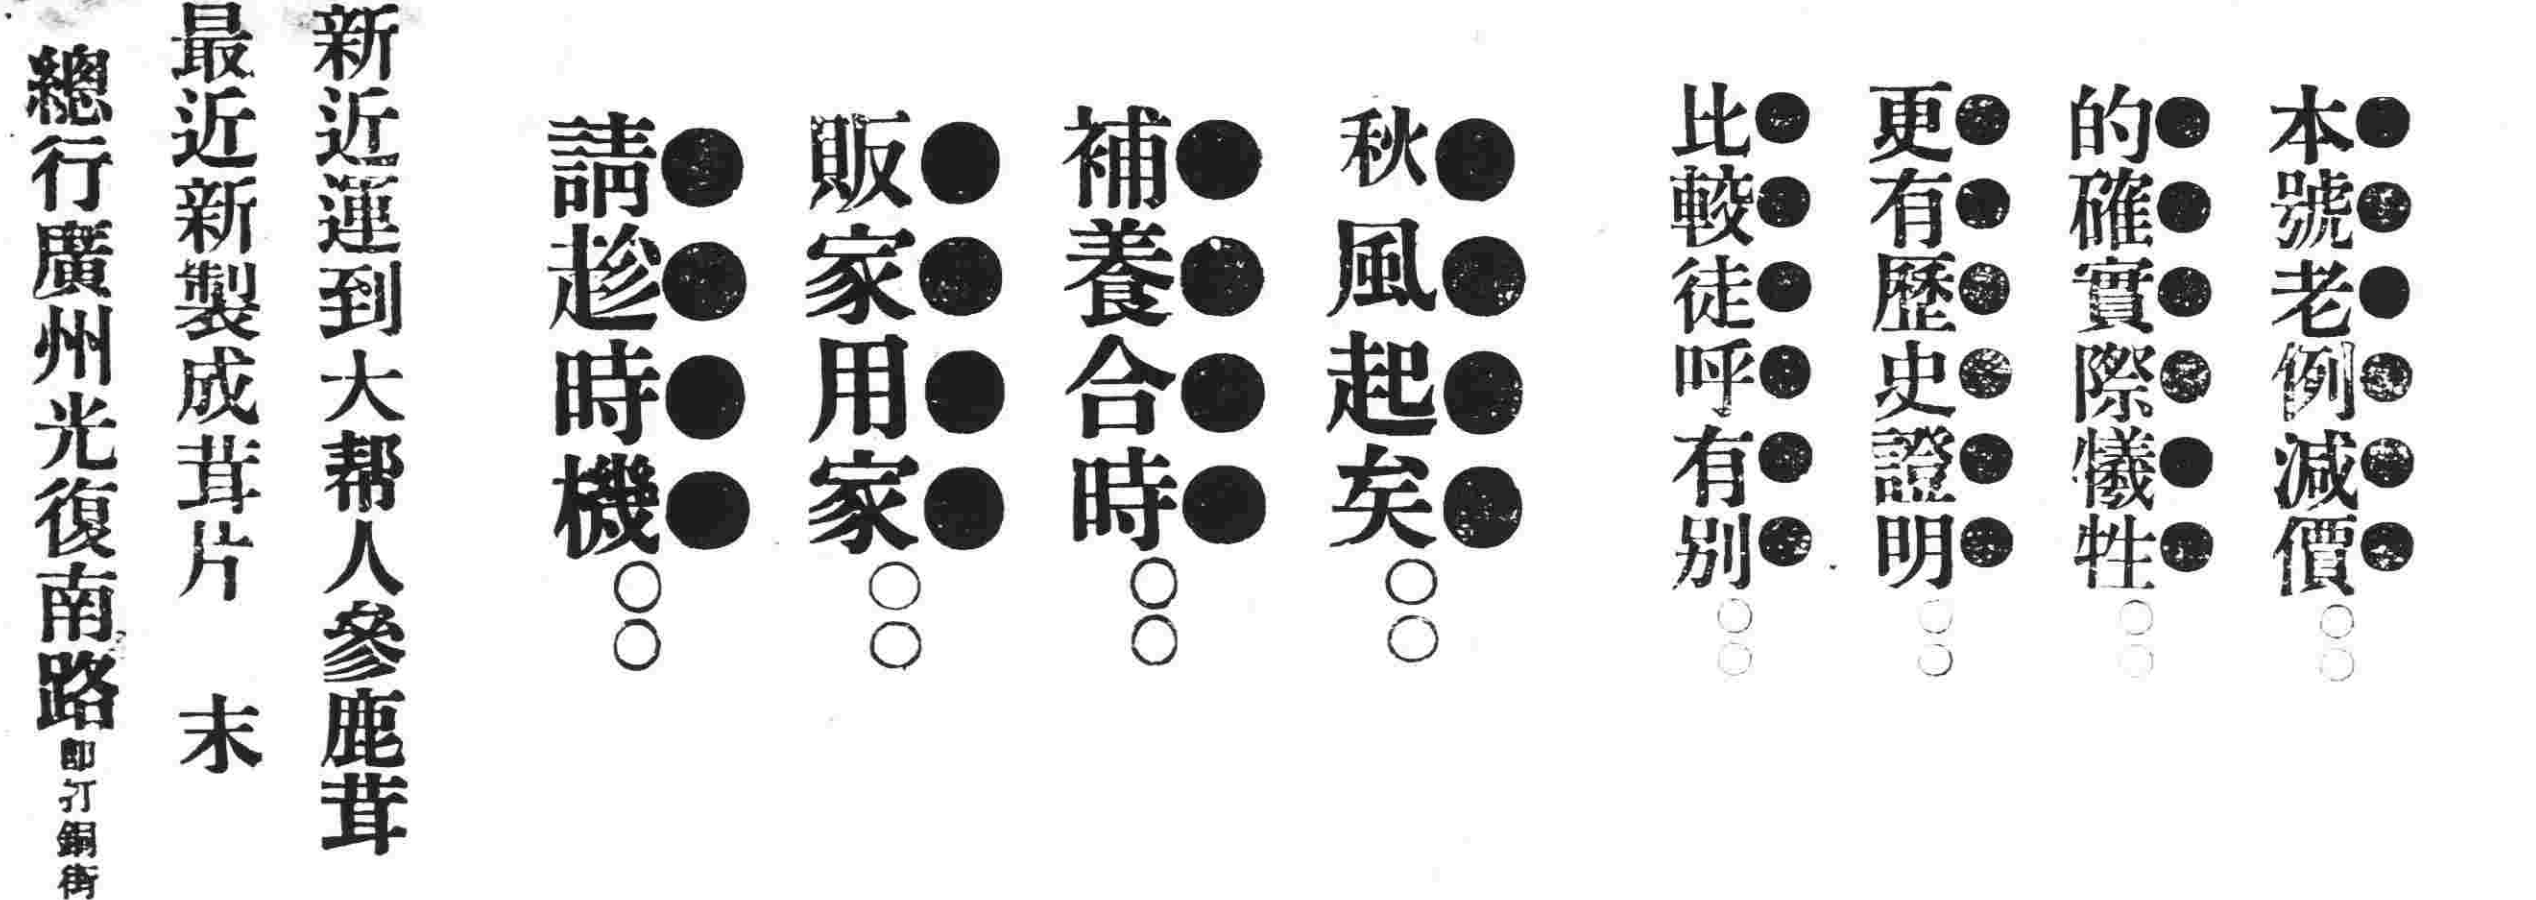 本號老例減價○○
的確實際犧牲○○
更有歷史證明○○
比較徒呼有別○○
秋風起矣○○
補養合時○○
販家用家○○
請趁時機○○
新近運到大帮人參鹿茸
最近新製成茸片　末
總行廣州光復南路即打銅街